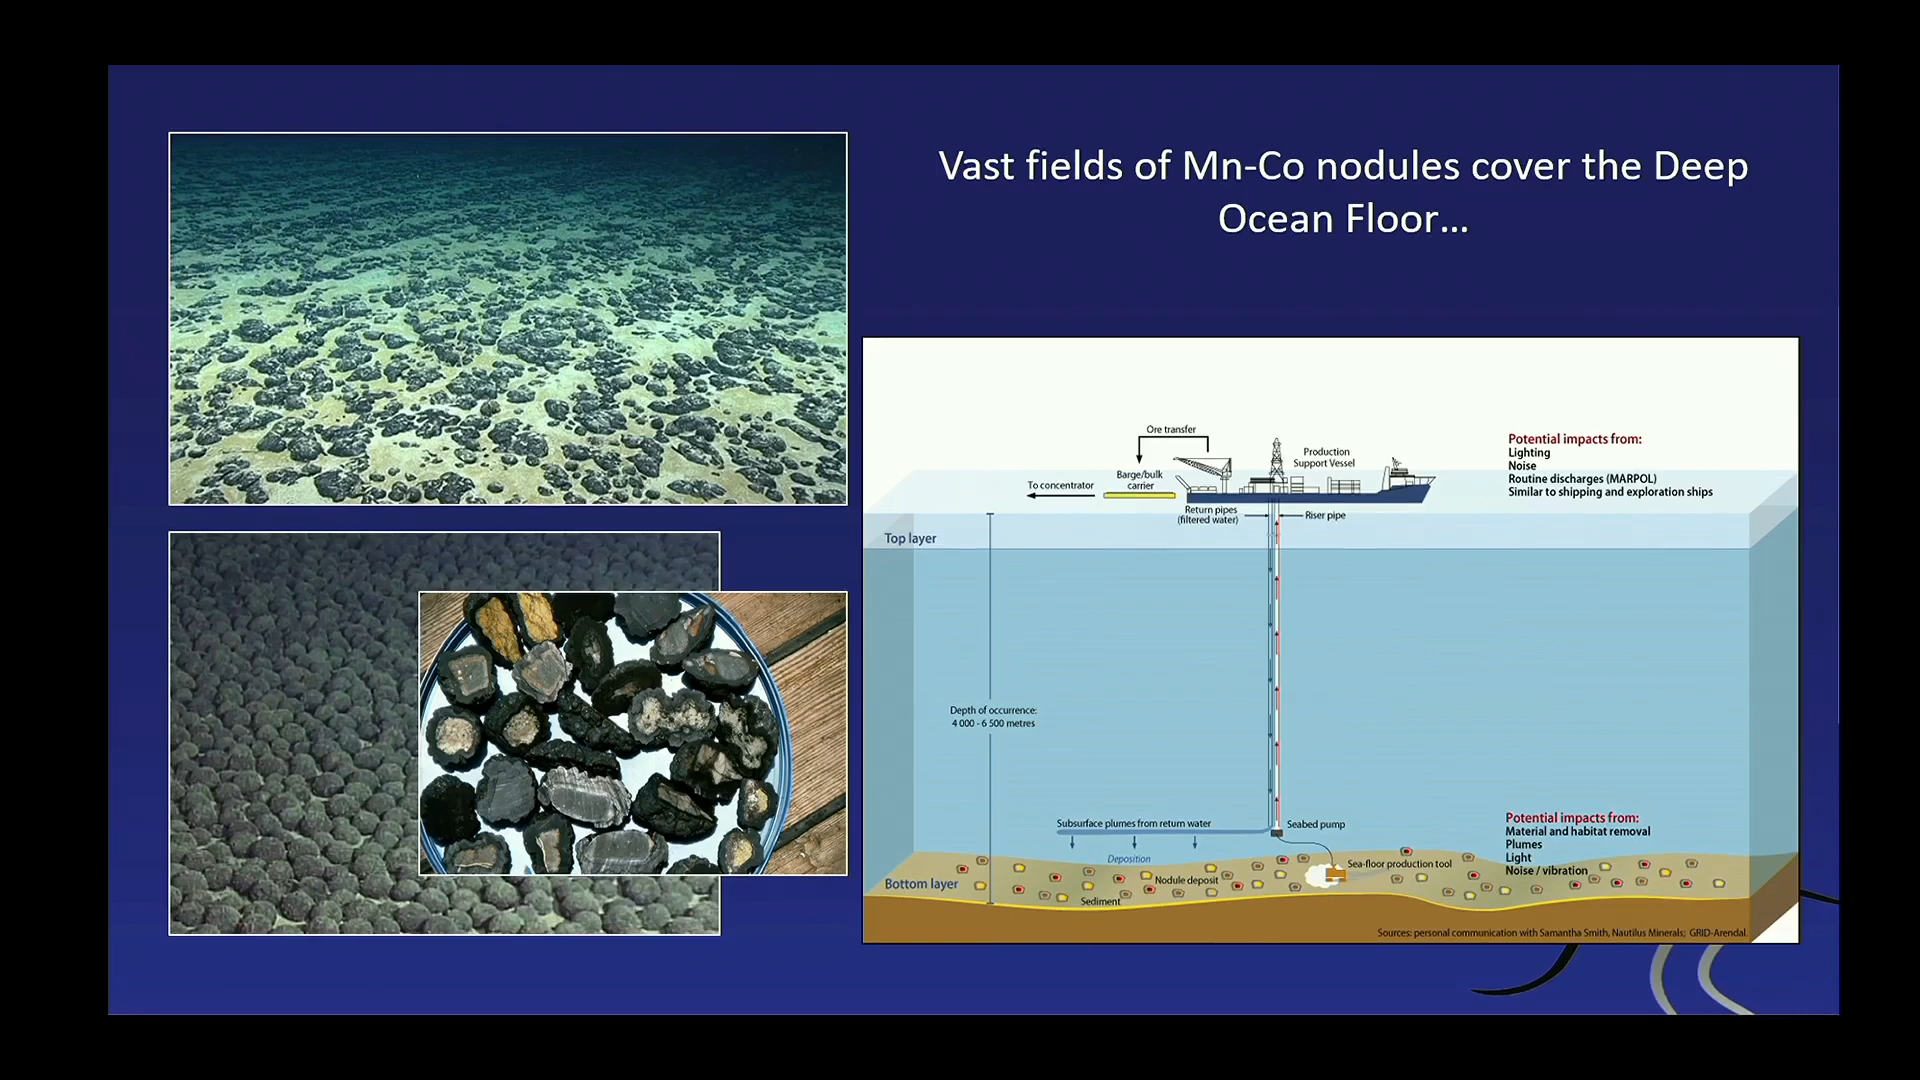 Vast fields of Mn-Co nodules cover the Deep
Ocean Floor...
Ore transfer
Production
Support Vessel
Barge/bulk
carrier
To concentrator
Return pipes
(filtered water)
Riser pipe
Potential impacts from:
Lighting
Noise
Routine discharges (MARPOL)
Similar to shipping and exploration ships
Top layer
Depth of occurrence:
4 000 - 6 500 metres
Subsurface plumes from return water
Seabed pump
Deposition
Sea-floor production tool
Nodule deposit
Bottom layer
Sediment
Potential impacts from:
Material and habitat removal
Plumes
Light
Noise / vibration
Sources: personal communication with Samantha Smith, Nautilus Minerals; GRID-Arendal.